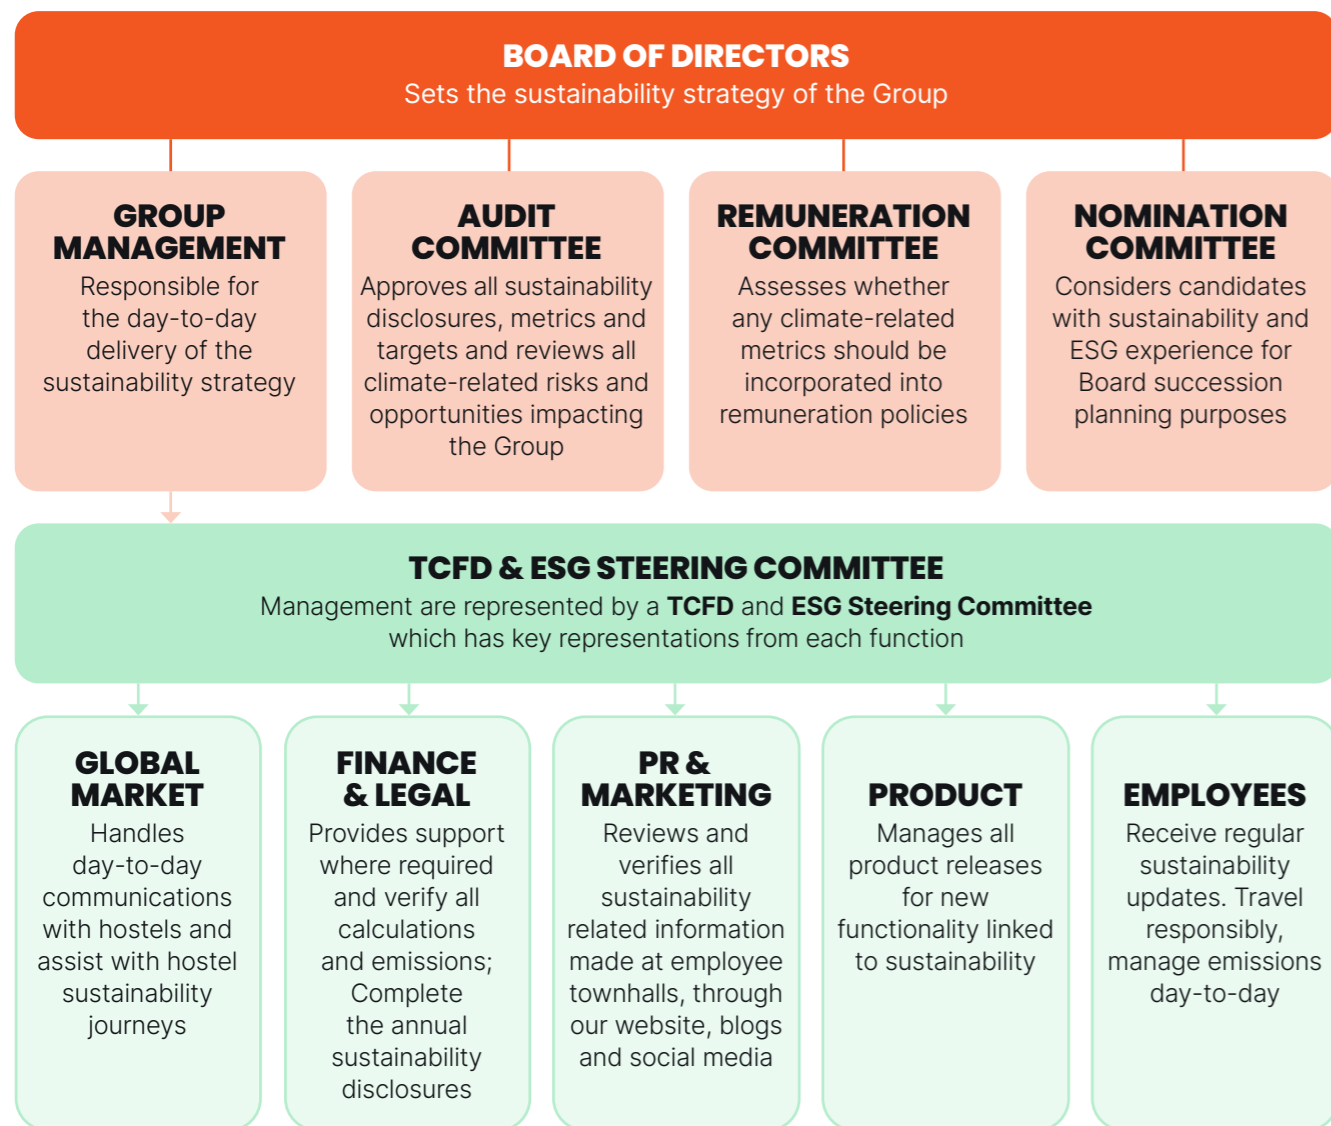 BOARD OF DIRECTORS
Sets the sustainability strategy of the Group
GROUP
MANAGEMENT
Responsible for
the day-to-day
delivery of the
sustainability strategy
AUDIT
COMMITTEE
Approves all sustainability
disclosures, metrics and
targets and reviews all
climate-related risks and
opportunities impacting
the Group
REMUNERATION
COMMITTEE
Assesses whether
any climate-related
metrics should be
incorporated into
remuneration policies
NOMINATION
COMMITTEE
Considers candidates
with sustainability and
ESG experience for
Board succession
planning purposes
TCFD & ESG STEERING COMMITTEE
Management are represented by a TCFD and ESG Steering Committee
which has key representations from each function
GLOBAL
MARKET
Handles
day-to-day
communications
with hostels and
assist with hostel
sustainability
journeys
FINANCE
& LEGAL
Provides support
where required
and verify all
calculations
and emissions;
Complete
the annual
sustainability
disclosures
PR &
MARKETING
Reviews and
verifies all
sustainability
related information
made at employee
townhalls, through
our website, blogs
and social media
PRODUCT
Manages all
product releases
for new
functionality linked
to sustainability
EMPLOYEES
Receive regular
sustainability
updates. Travel
responsibly,
manage emissions
day-to-day